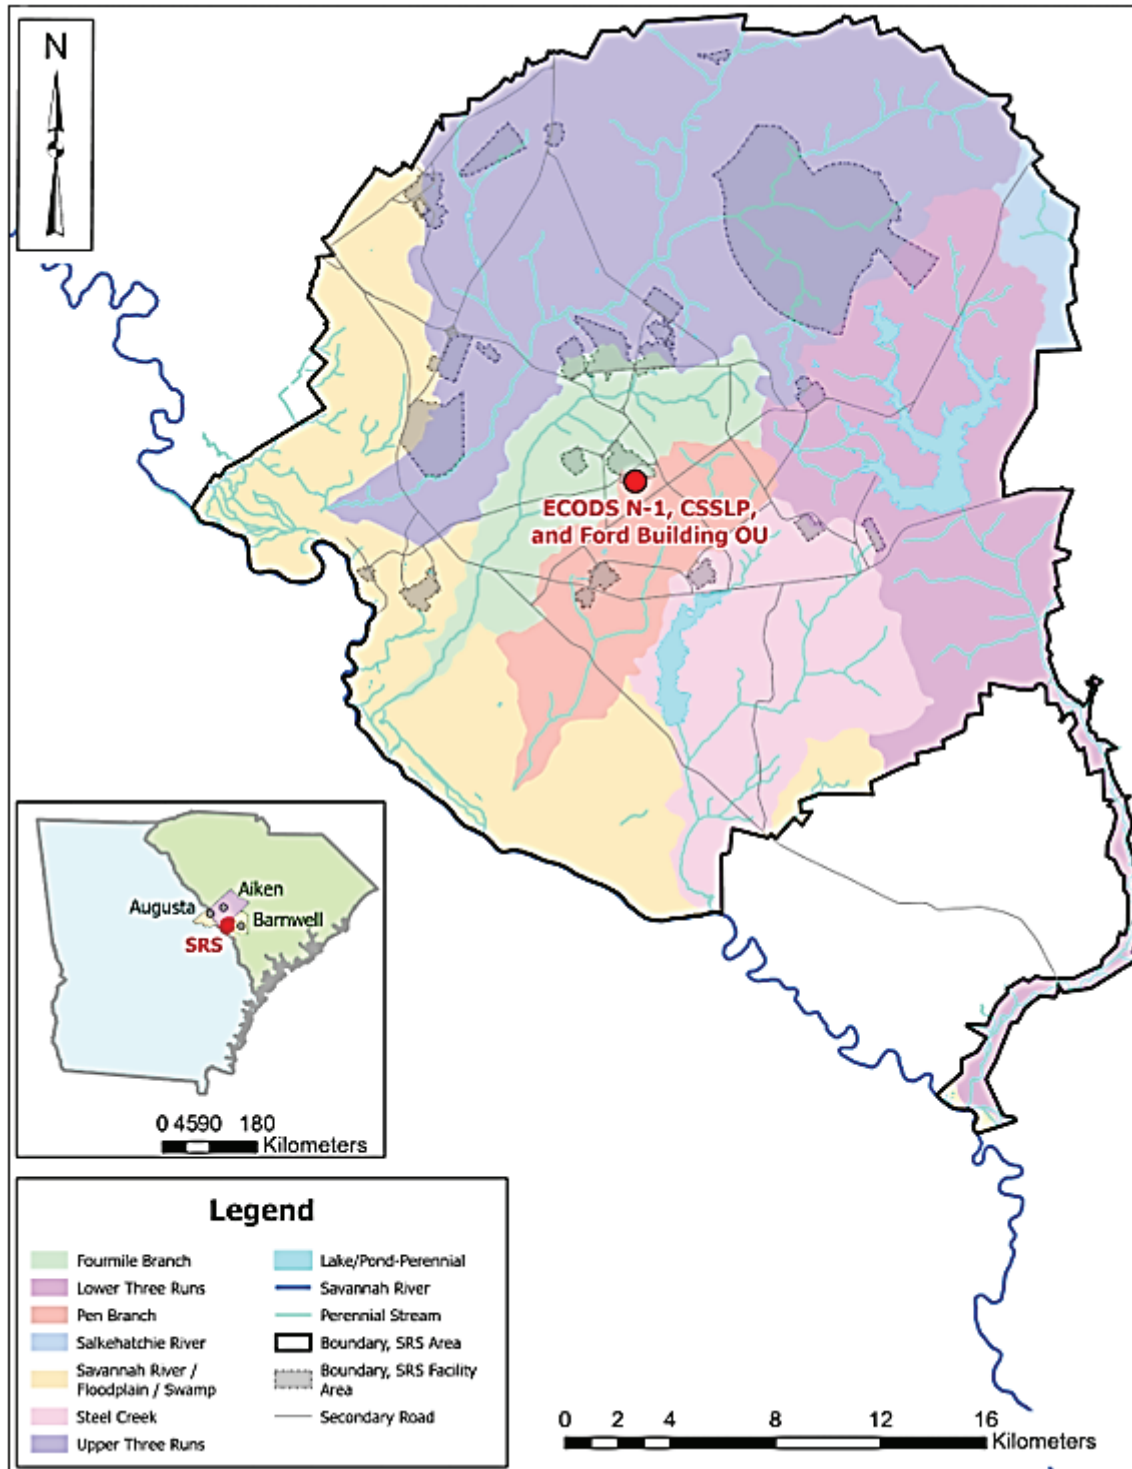 N
ECODS N-1, CSSLP,
and Ford Building OU
Augusta
Aiken
Barnwell
SRS
0 4590 180
Kilometers
Legend
Fourmile Branch
Lower Three Runs
Pen Branch
Salkehatchie River
Savannah River /
Floodplain / Swamp
Steel Creek
Upper Three Runs
Lake/Pond-Perennial
Savannah River
Perennial Stream
Boundary, SRS Area
Boundary, SRS Facility
Area
Secondary Road
0 2 4 8 12 16
Kilometers